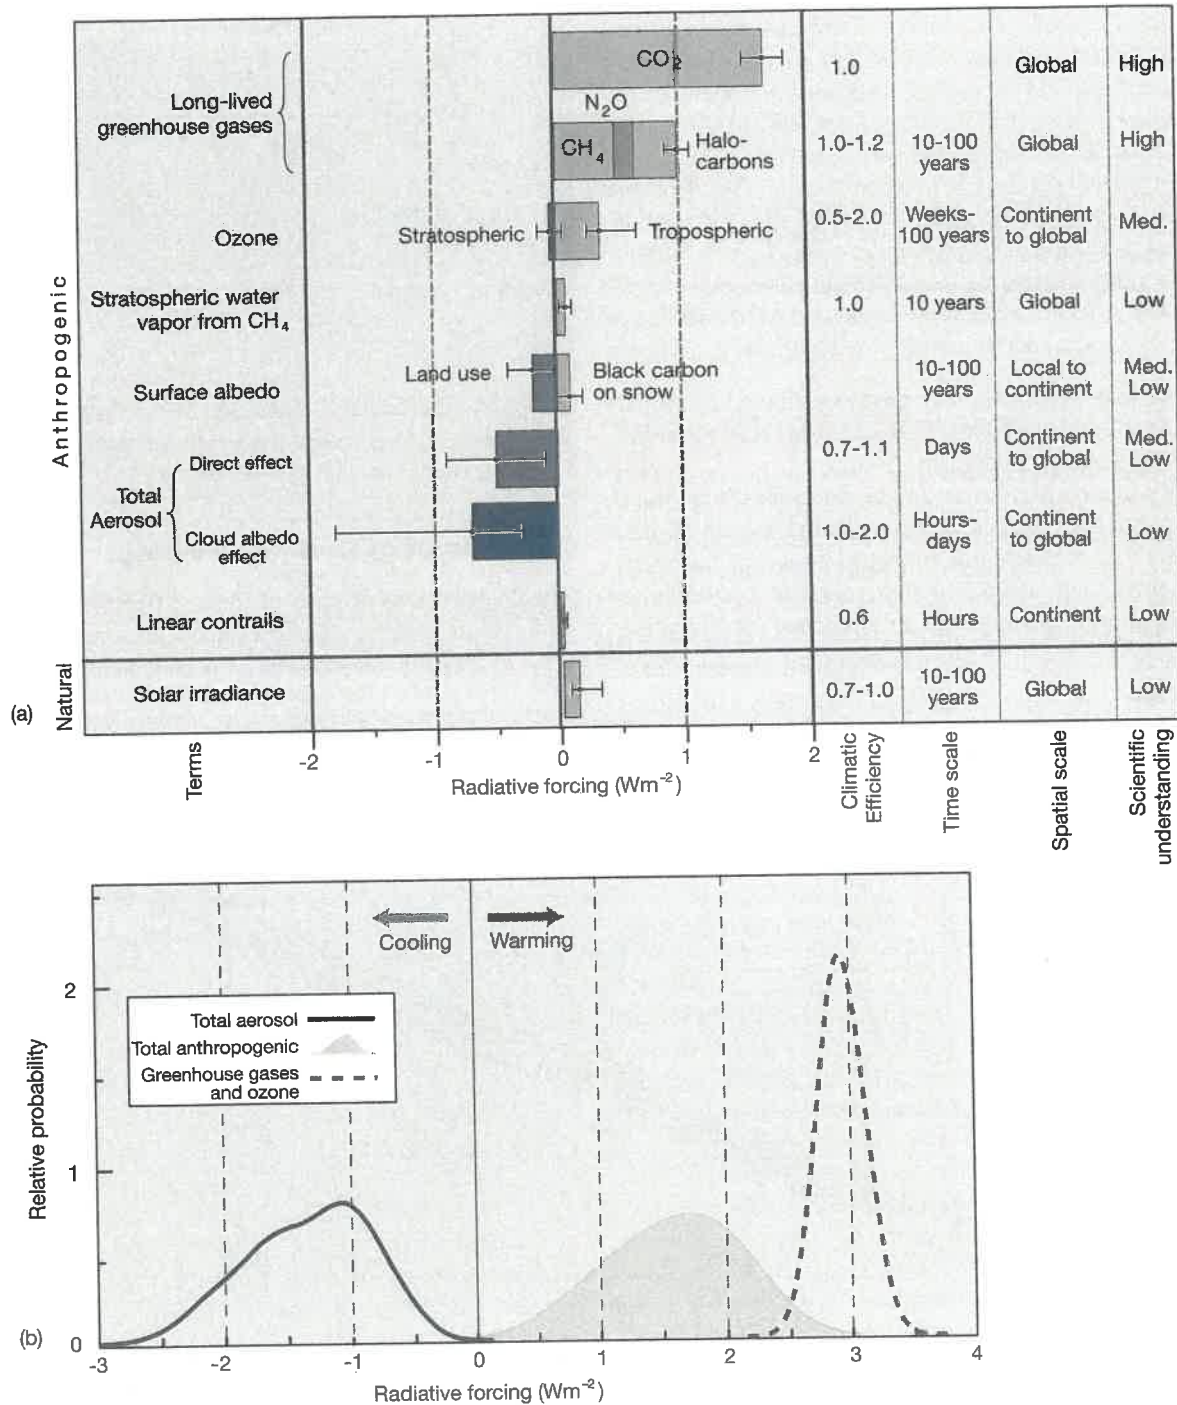 (a)
Anthropogenic
Natural
Long-lived
greenhouse gases
CO2
1.0
Global
High
N2O
CH4
Halo-
carbons
1.0-1.2
10-100
years
Global
High
Ozone
Stratospheric
Tropospheric
0.5-2.0
Weeks-
100 years
Continent
to global
Med.
Stratospheric water
vapor from CH4
1.0
10 years
Global
Low
Surface albedo
Land use
Black carbon
on snow
10-100
years
Local to
continent
Med.
Low
Total
Aerosol
Direct effect
0.7-1.1
Days
Continent
to global
Med.
Low
Cloud albedo
effect
1.0-2.0
Hours-
days
Continent
to global
Low
Linear contrails
0.6
Hours
Continent
Low
Solar irradiance
0.7-1.0
10-100
years
Global
Low
-2
-1
0
1
2
Terms
Radiative forcing (Wm-2)
Climatic
Efficiency
Time scale
Spatial scale
Scientific
understanding
(b)
Cooling
Warming
Total aerosol
Total anthropogenic
Greenhouse gases
and ozone
Relative probability
2
1
0
-3
-2
-1
0
1
2
3
4
Radiative forcing (Wm-2)